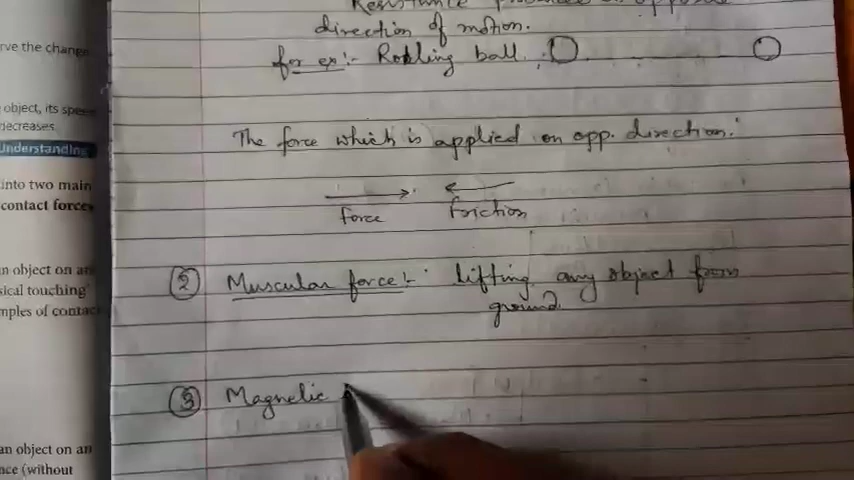 Resistance
direction of motion.
for ex:- Rolling ball.
The force which is applied on opp. direction.
force friction
② Muscular force:- lifting any object from
ground.
③ Magnetic
rve the change
object, its spee
decreases
Understanding
into two main
contact forces
n object on an
sical touching'
mples of contac
an object on an
nce (without